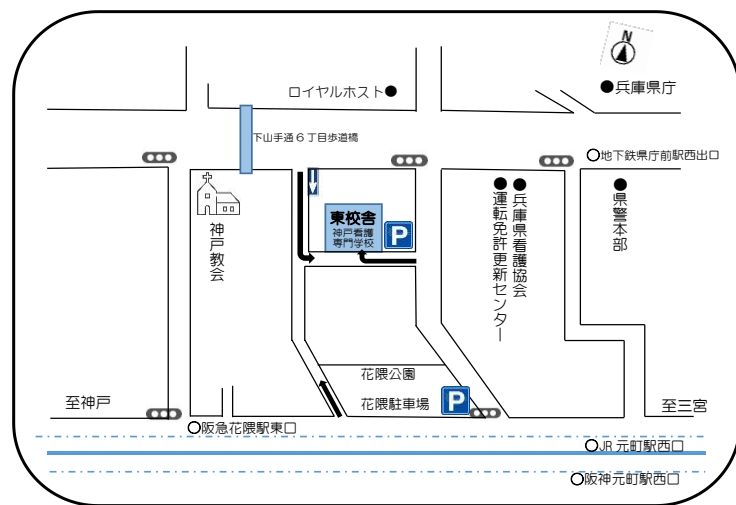 N
ロイヤルホスト●
●兵庫県庁
下山手通6丁目歩道橋
○地下鉄県庁前駅西出口
東校舎
神戸看護
専門学校
P
神戸教会
●兵庫県看護協会
●運転免許更新センター
●県警本部
花隈公園
花隈駐車場
P
至神戸
至三宮
○阪急花隈駅東口
○JR元町駅西口
○阪神元町駅西口